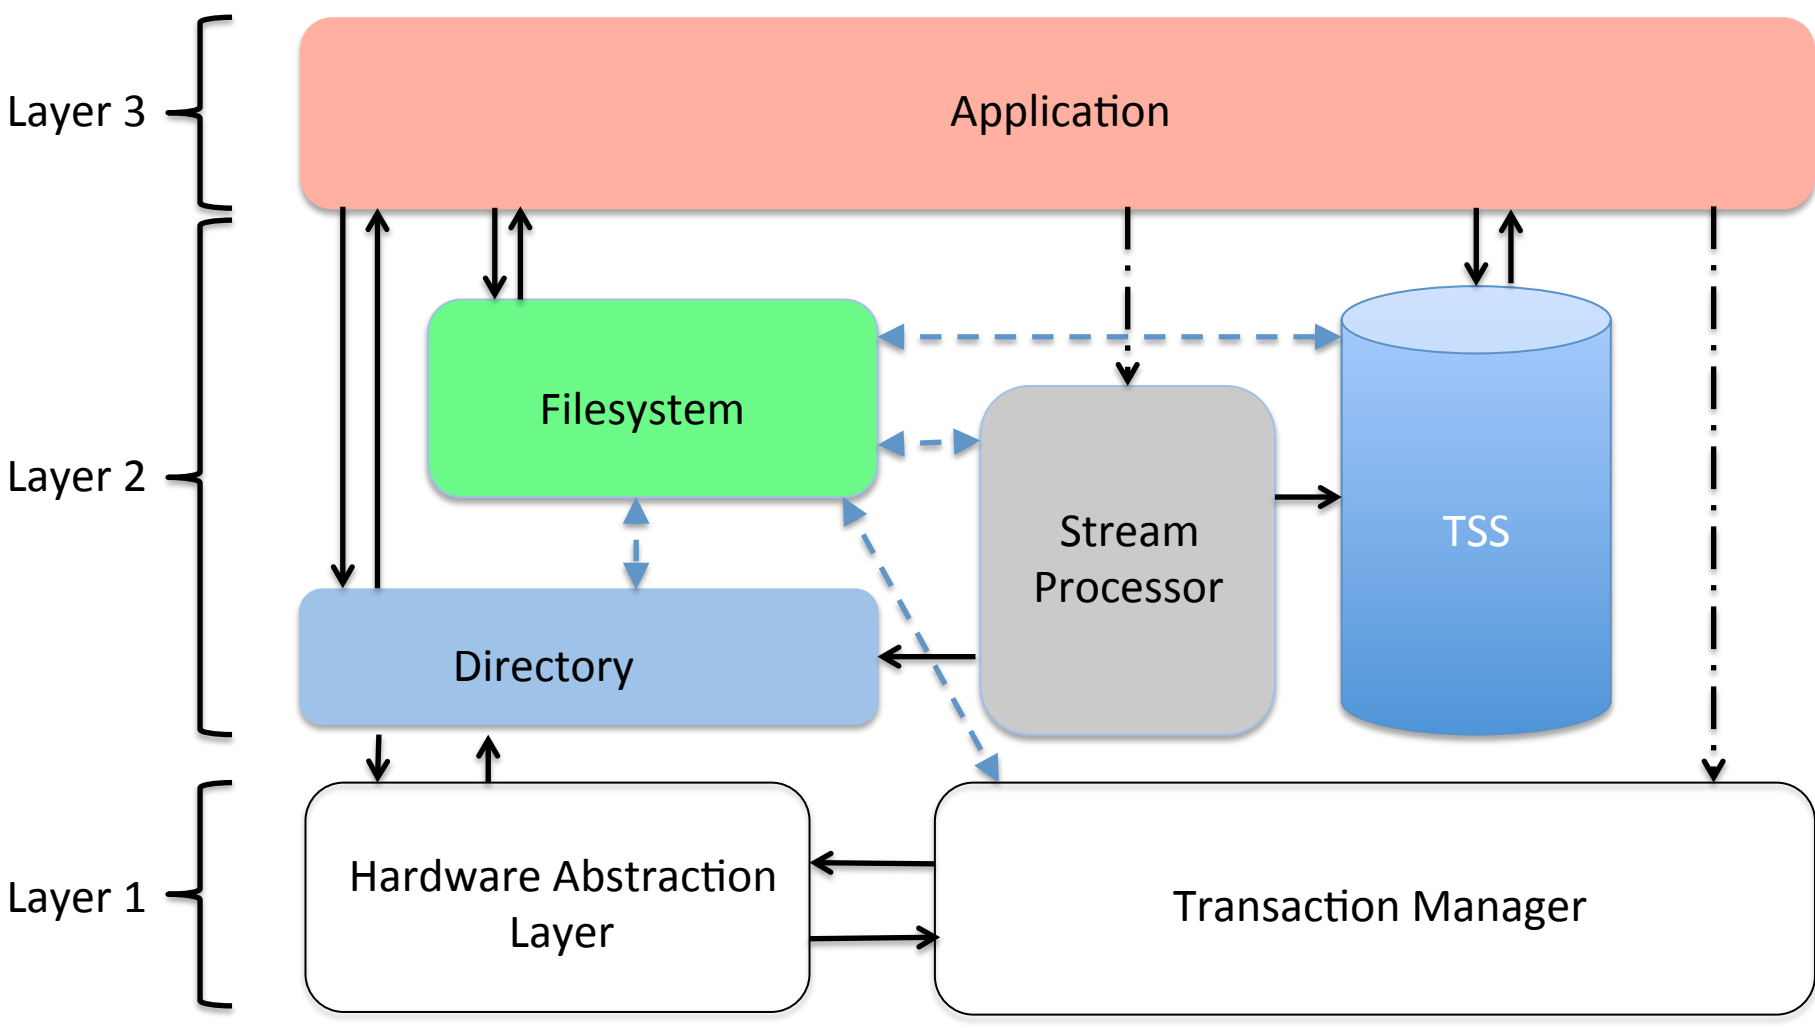 Layer 3
Application
Layer 2
Filesystem
Stream
Processor
TSS
Directory
Layer 1
Hardware Abstraction
Layer
Transaction Manager